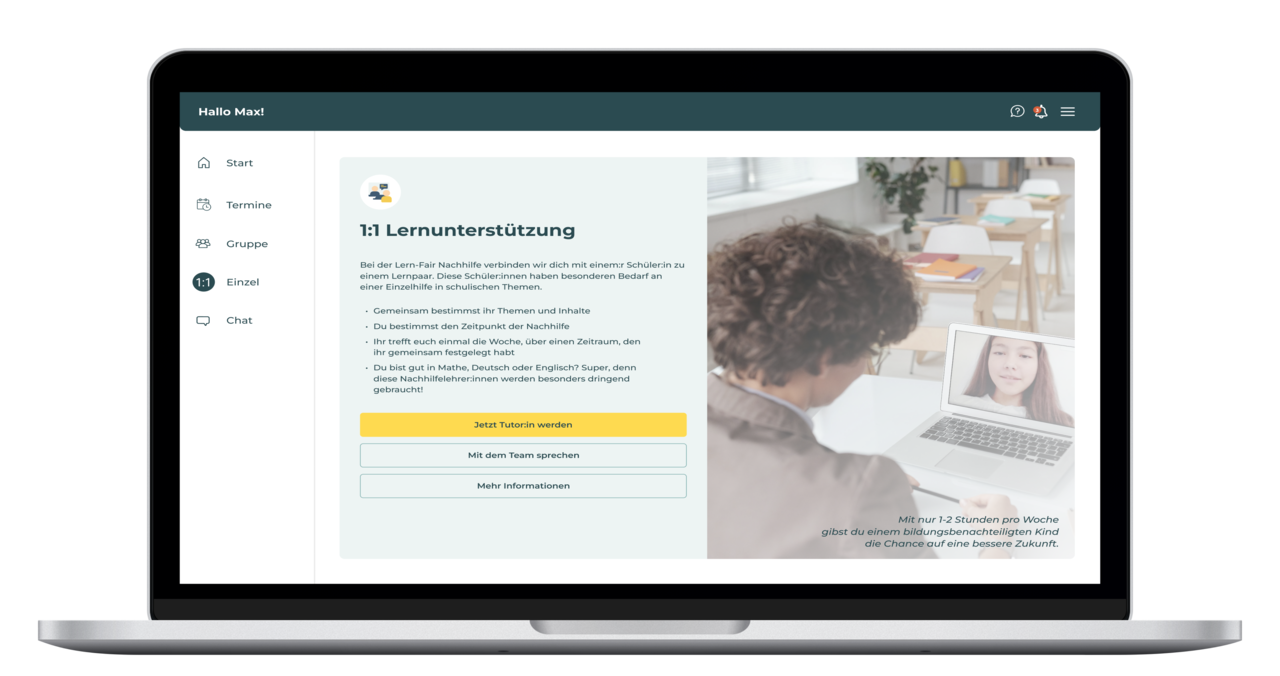 Hallo Max!
Start
Termine
Gruppe
1:1 Einzel
Chat
1:1 Lernunterstützung
Bei der Lern-Fair Nachhilfe verbinden wir dich mit einem:r Schüler:in zu
einem Lernpaar. Diese Schüler:innen haben besonderen Bedarf an
einer Einzelhilfe in schulischen Themen.
• Gemeinsam bestimmst ihr Themen und Inhalte
• Du bestimmst den Zeitpunkt der Nachhilfe
• Ihr trefft euch einmal die Woche, über einen Zeitraum, den
ihr gemeinsam festgelegt habt
• Du bist gut in Mathe, Deutsch oder Englisch? Super, denn
diese Nachhilfelehrer:innen werden besonders dringend
gebraucht!
Jetzt Tutor:in werden
Mit dem Team sprechen
Mehr Informationen
Mit nur 1-2 Stunden pro Woche
gibst du einem bildungsbenachteiligten Kind
die Chance auf eine bessere Zukunft.